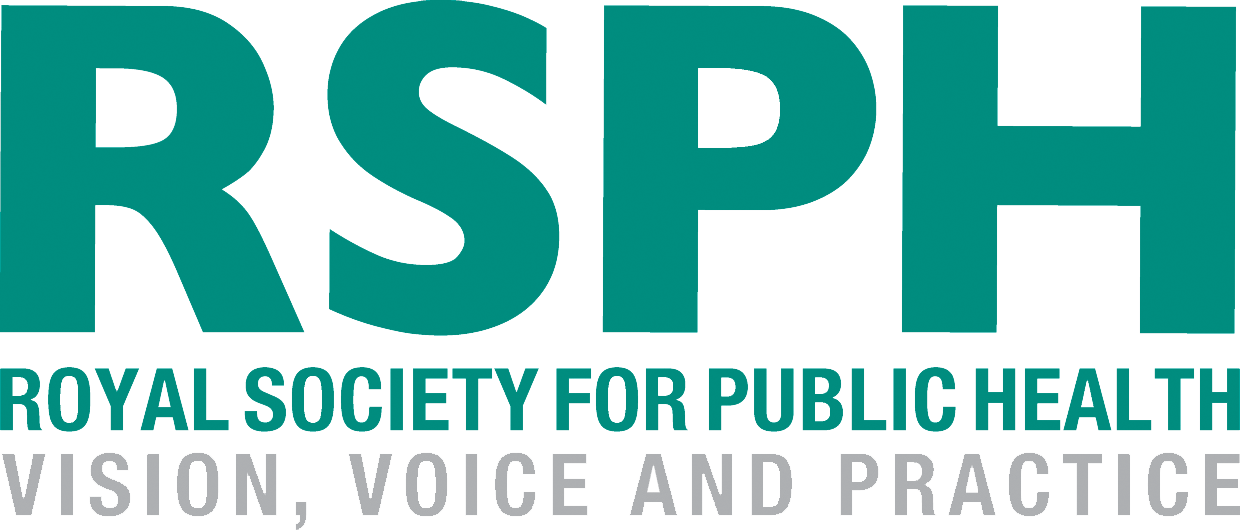 RSPH
ROYAL SOCIETY FOR PUBLIC HEALTH
VISION, VOICE AND PRACTICE